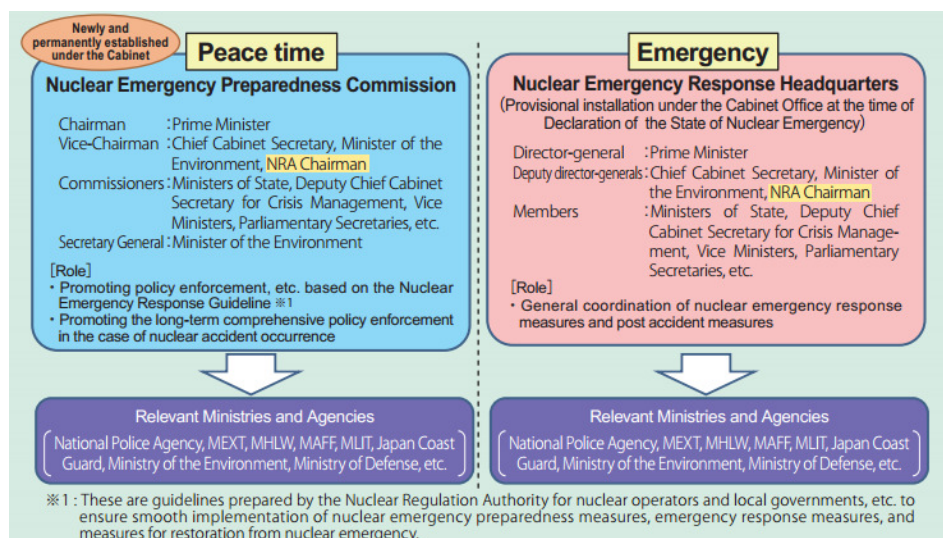 Newly and
permanently established
under the Cabinet
Peace time
Nuclear Emergency Preparedness Commission
Chairman :Prime Minister
Vice-Chairman :Chief Cabinet Secretary, Minister of the
Environment, NRA Chairman
Commissioners:Ministers of State, Deputy Chief Cabinet
Secretary for Crisis Management, Vice
Ministers, Parliamentary Secretaries, etc.
Secretary General:Minister of the Environment
[Role]
・Promoting policy enforcement, etc. based on the Nuclear
Emergency Response Guideline ※1
・Promoting the long-term comprehensive policy enforcement
in the case of nuclear accident occurrence
Relevant Ministries and Agencies
National Police Agency, MEXT, MHLW, MAFF, MLIT, Japan Coast
Guard, Ministry of the Environment, Ministry of Defense, etc.
Emergency
Nuclear Emergency Response Headquarters
(Provisional installation under the Cabinet Office at the time of
Declaration of the State of Nuclear Emergency)
Director-general :Prime Minister
Deputy director-generals:Chief Cabinet Secretary, Minister of
the Environment, NRA Chairman
Members :Ministers of State, Deputy Chief
Cabinet Secretary for Crisis Manage-
ment, Vice Ministers, Parliamentary
Secretaries, etc.
[Role]
・General coordination of nuclear emergency response
measures and post accident measures
Relevant Ministries and Agencies
National Police Agency, MEXT, MHLW, MAFF, MLIT, Japan Coast
Guard, Ministry of the Environment, Ministry of Defense, etc.
※1 : These are guidelines prepared by the Nuclear Regulation Authority for nuclear operators and local governments, etc. to
ensure smooth implementation of nuclear emergency preparedness measures, emergency response measures, and
measures for restoration from nuclear emergency.